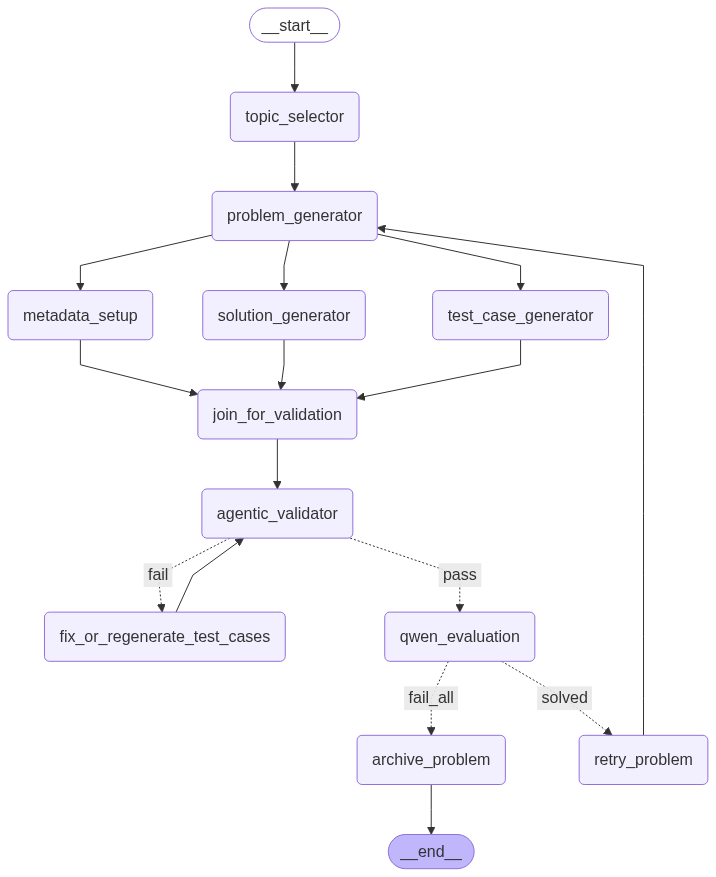 __start__
topic_selector
problem_generator
metadata_setup
solution_generator
test_case_generator
join_for_validation
agentic_validator
fail
pass
fix_or_regenerate_test_cases
qwen_evaluation
fail_all
solved
archive_problem
retry_problem
__end__